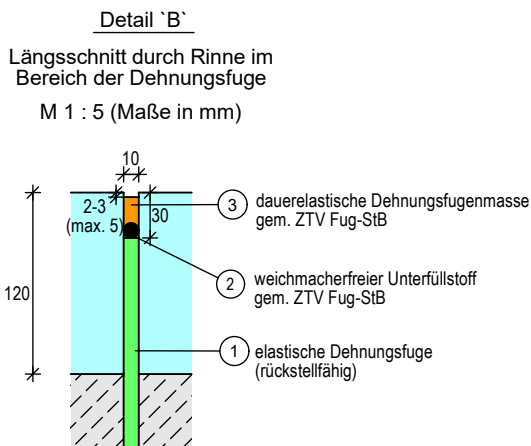 Detail `B`
Längsschnitt durch Rinne im
Bereich der Dehnungsfuge
M 1 : 5 (Maße in mm)
10
2-3
(max. 5)
30
120
3
dauerelastische Dehnungsfugenmasse
gem. ZTV Fug-StB
2
weichmacherfreier Unterfüllstoff
gem. ZTV Fug-StB
1
elastische Dehnungsfuge
(rückstellfähig)